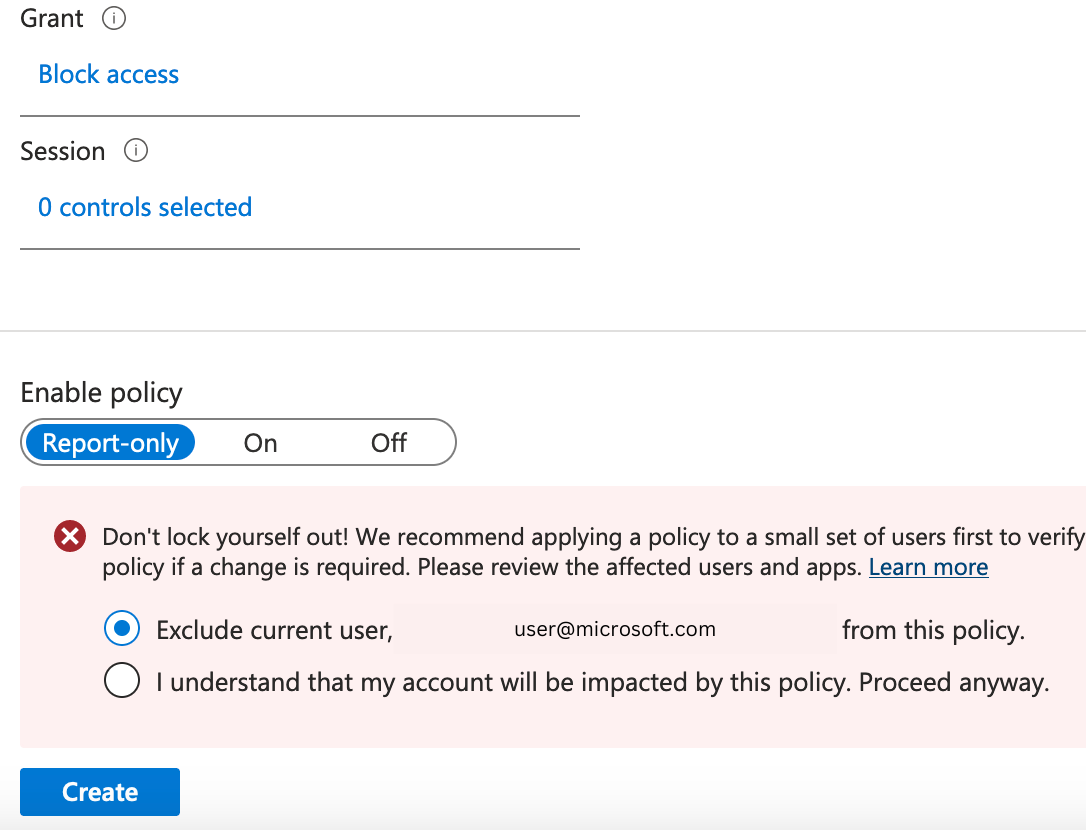 Grant
Block access
Session
0 controls selected
Enable policy
Report-only On Off
Don't lock yourself out! We recommend applying a policy to a small set of users first to verify
policy if a change is required. Please review the affected users and apps. Learn more
Exclude current user, user@microsoft.com from this policy.
I understand that my account will be impacted by this policy. Proceed anyway.
Create